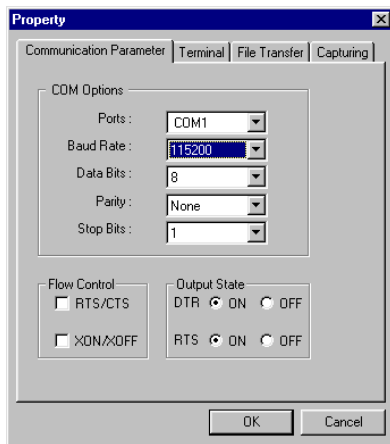 Property
Communication Parameter Terminal File Transfer Capturing
COM Options
Ports : COM1
Baud Rate : 115200
Data Bits : 8
Parity : None
Stop Bits : 1
Flow Control
RTS/CTS
XON/XOFF
Output State
DTR ON OFF
RTS ON OFF
OK Cancel